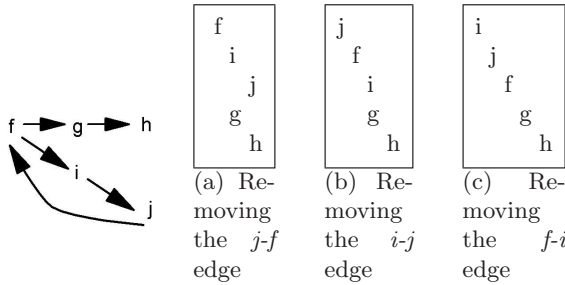 f g h
i
j
f
i
j
g
h
(a) Re-
moving
the j-f
edge
j
f
i
g
h
(b) Re-
moving
the i-j
edge
i
j
f
g
h
(c) Re-
moving
the f-i
edge